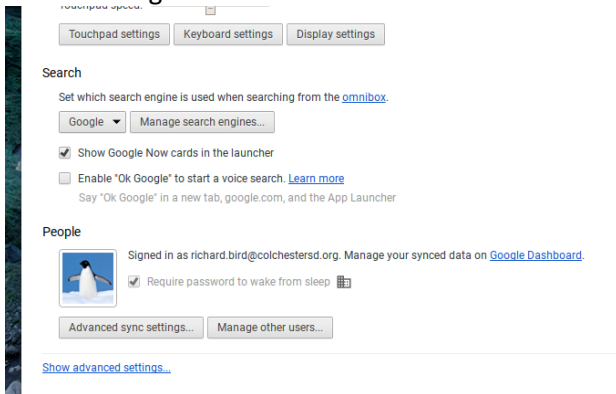 Touchpad speed:
Touchpad settings Keyboard settings Display settings
Search
Set which search engine is used when searching from the omnibox.
Google Manage search engines...
Show Google Now cards in the launcher
Enable "Ok Google" to start a voice search. Learn more
Say "Ok Google" in a new tab, google.com, and the App Launcher
People
Signed in as richard.bird@colchestersd.org. Manage your synced data on Google Dashboard.
Require password to wake from sleep
Advanced sync settings... Manage other users...
Show advanced settings...